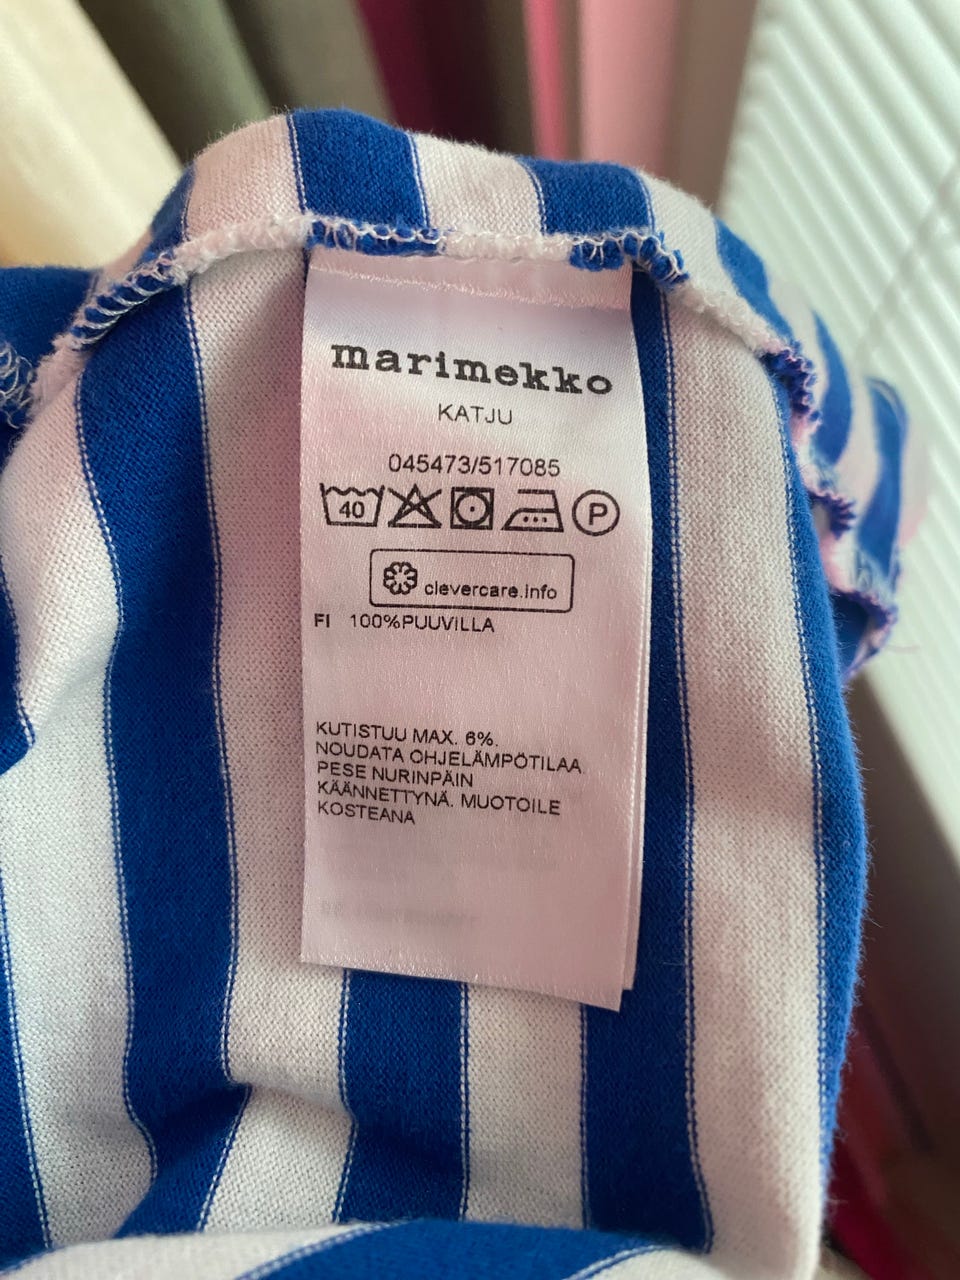 marimekko
KATJU
045473/517085
40 P
clevercare.info
FI 100%PUUVILLA
KUTISTUU MAX. 6%.
NOUDATA OHJELÄMPÖTILAA.
PESE NURINPÄIN
KÄÄNNETTYNÄ. MUOTOILE
KOSTEANA